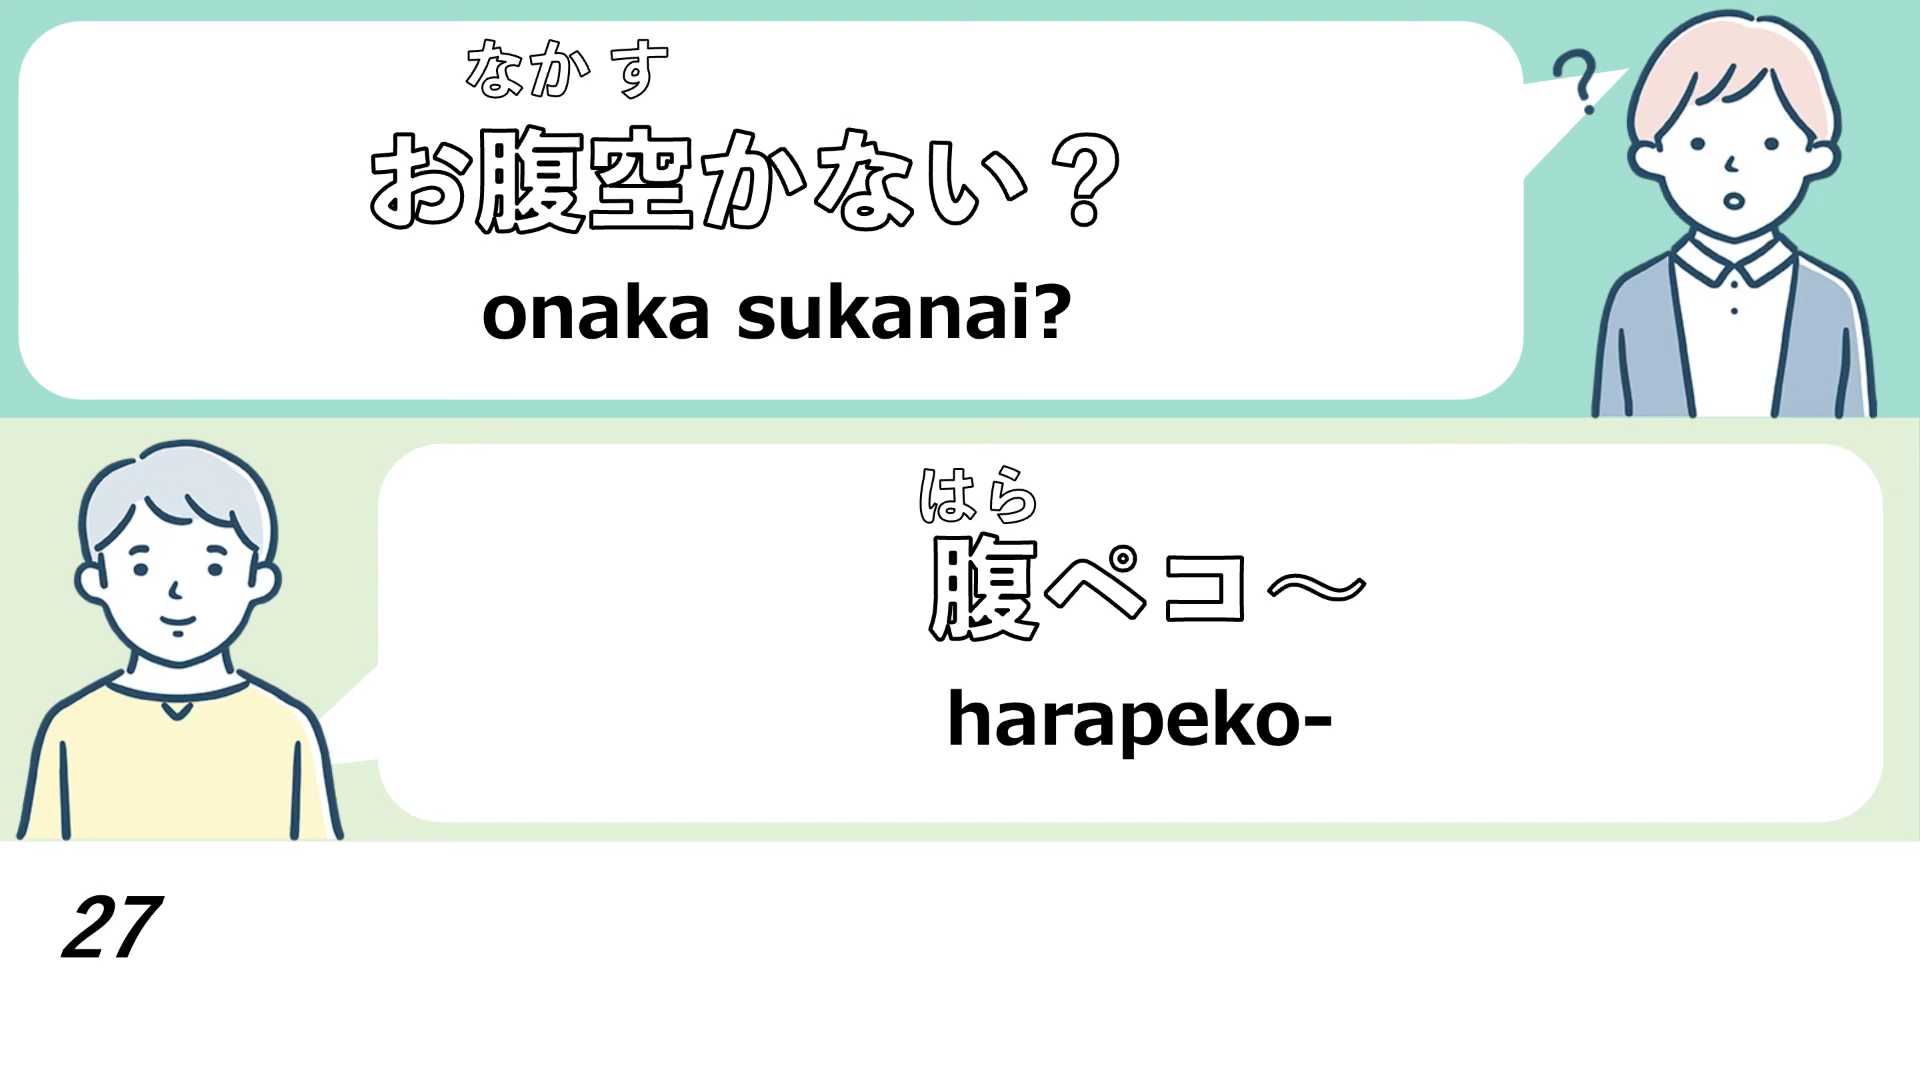 なか す
お腹空かない？
onaka sukanai?
?
はら
腹ペコ～
harapeko-
27